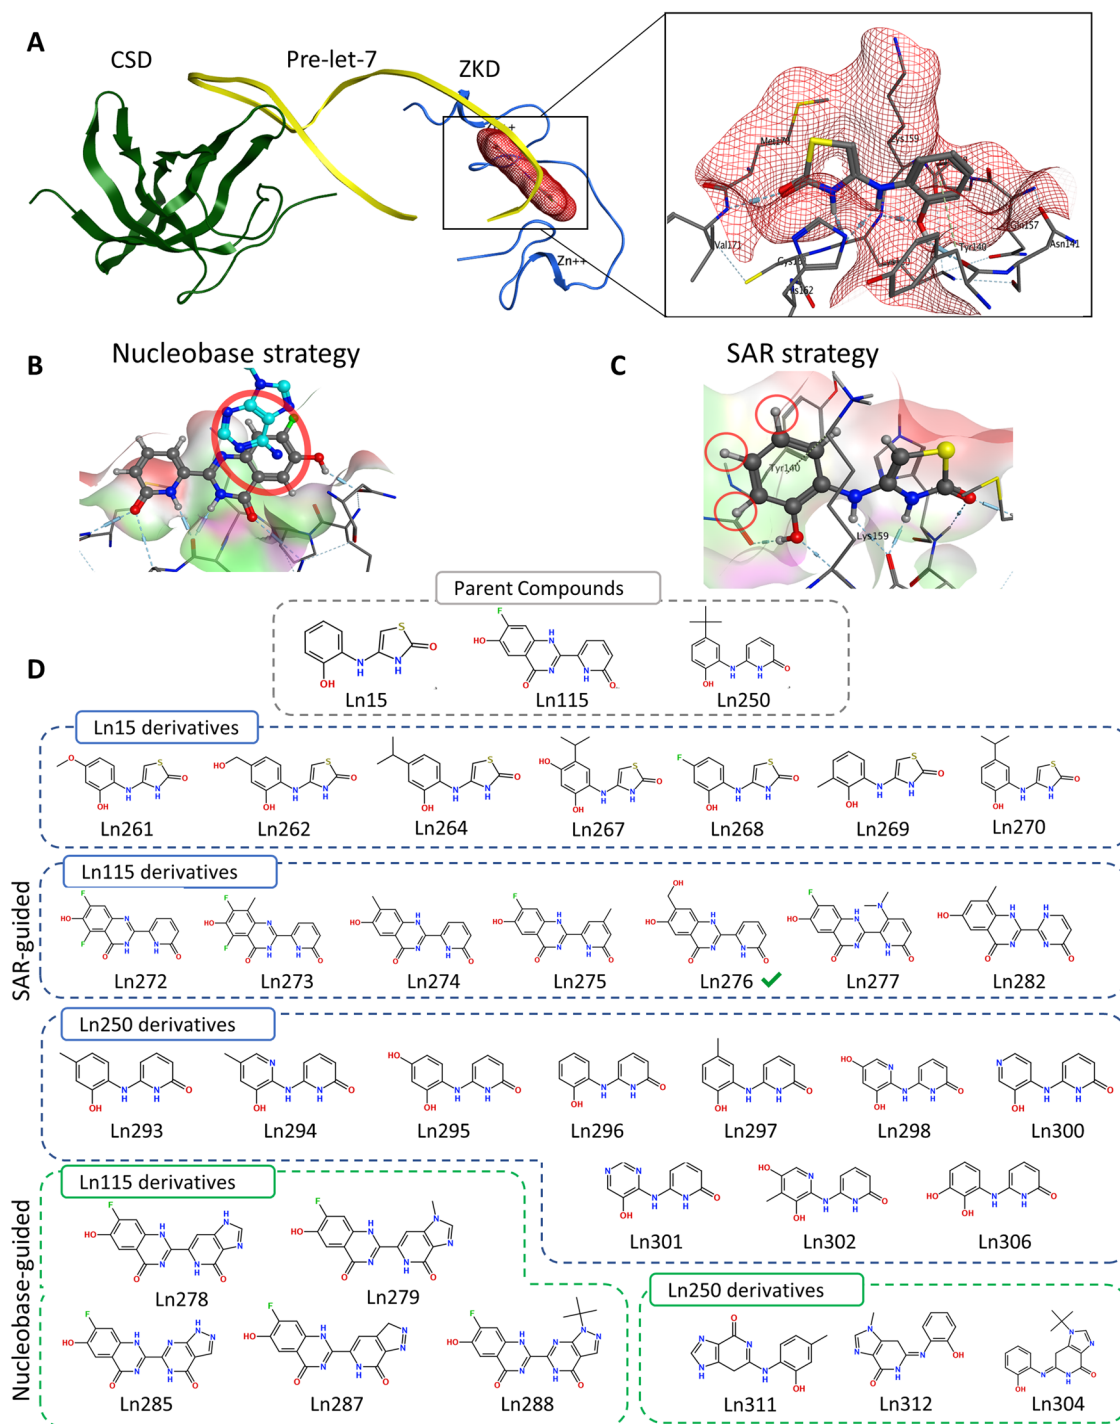 A
CSD
Pre-let-7
ZKD
Zn++
Met170
Lys159
Val171
His162
Tyr140
Asn141
B
Nucleobase strategy
C
SAR strategy
Tyr140
Lys159
Parent Compounds
D
Ln15
Ln115
Ln250
Ln15 derivatives
Ln261
Ln262
Ln264
Ln267
Ln268
Ln269
Ln270
SAR-guided
Ln115 derivatives
Ln272
Ln273
Ln274
Ln275
Ln276
Ln277
Ln282
Ln250 derivatives
Ln293
Ln294
Ln295
Ln296
Ln297
Ln298
Ln300
Ln301
Ln302
Ln306
Nucleobase-guided
Ln115 derivatives
Ln278
Ln279
Ln285
Ln287
Ln288
Ln250 derivatives
Ln311
Ln312
Ln304